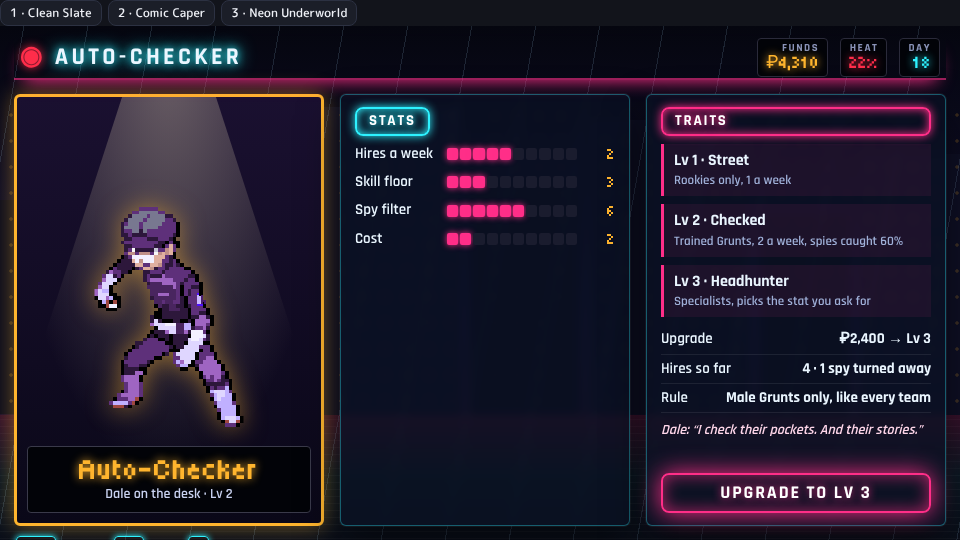 1 · Clean Slate
2 · Comic Caper
3 · Neon Underworld
AUTO-CHECKER
FUNDS
₽4,310
HEAT
22%
DAY
18
Auto-Checker
Dale on the desk · Lv 2
STATS
Hires a week 2
Skill floor 3
Spy filter 6
Cost 2
TRAITS
Lv 1 · Street
Rookies only, 1 a week
Lv 2 · Checked
Trained Grunts, 2 a week, spies caught 60%
Lv 3 · Headhunter
Specialists, picks the stat you ask for
Upgrade ₽2,400 → Lv 3
Hires so far 4 · 1 spy turned away
Rule Male Grunts only, like every team
Dale: “I check their pockets. And their stories.”
UPGRADE TO LV 3